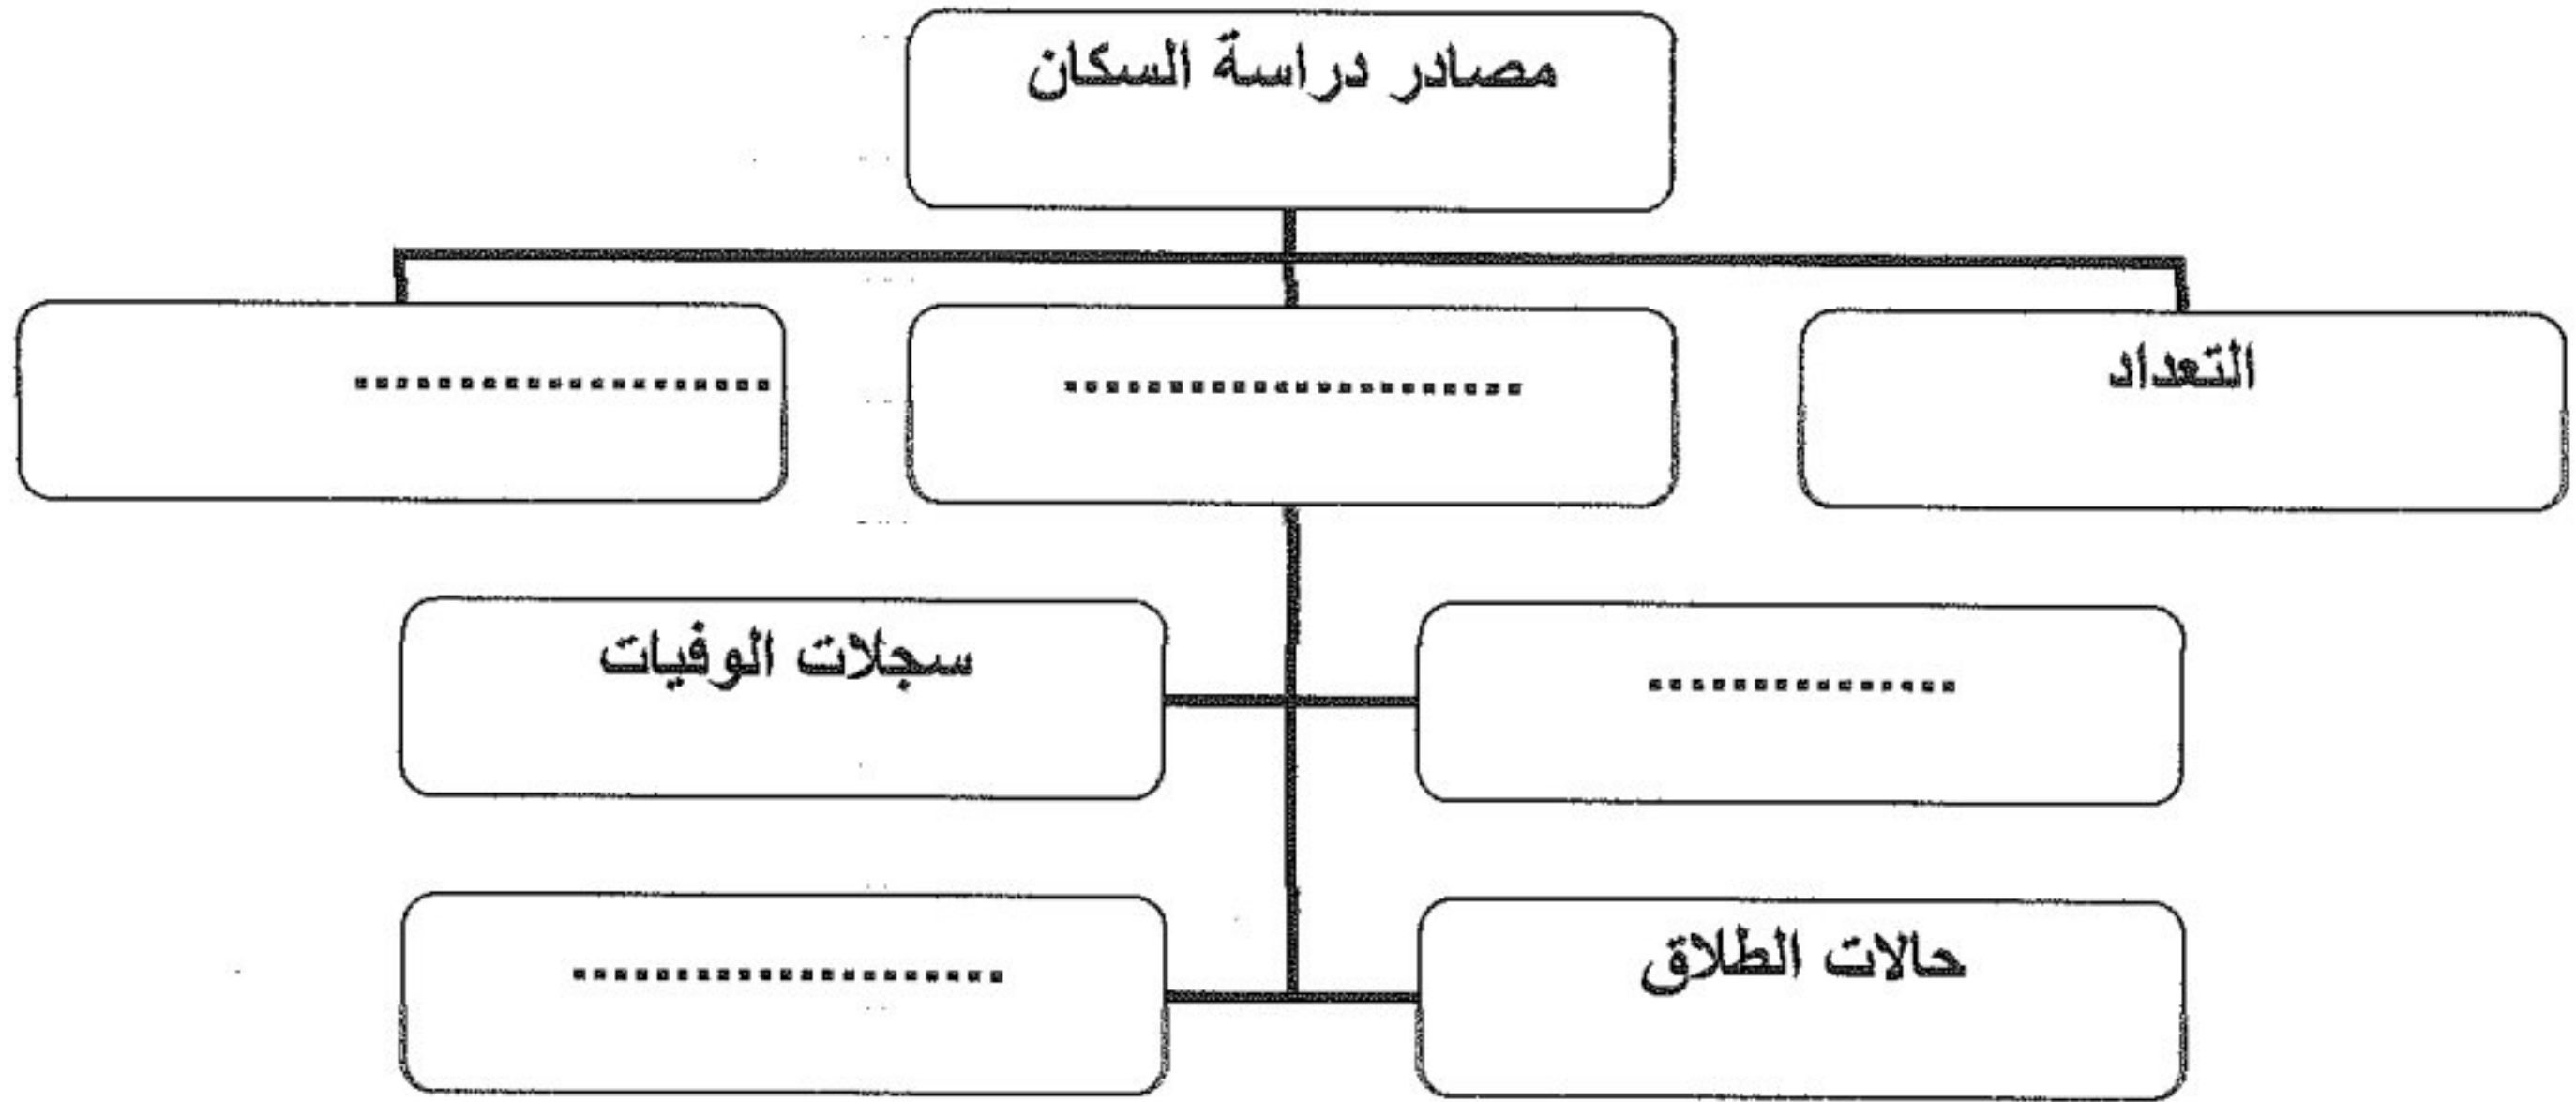 مصادر دراسة السكان
التعداد
....................
....................
...............
سجلات الوفيات
حالات الطلاق
.....................